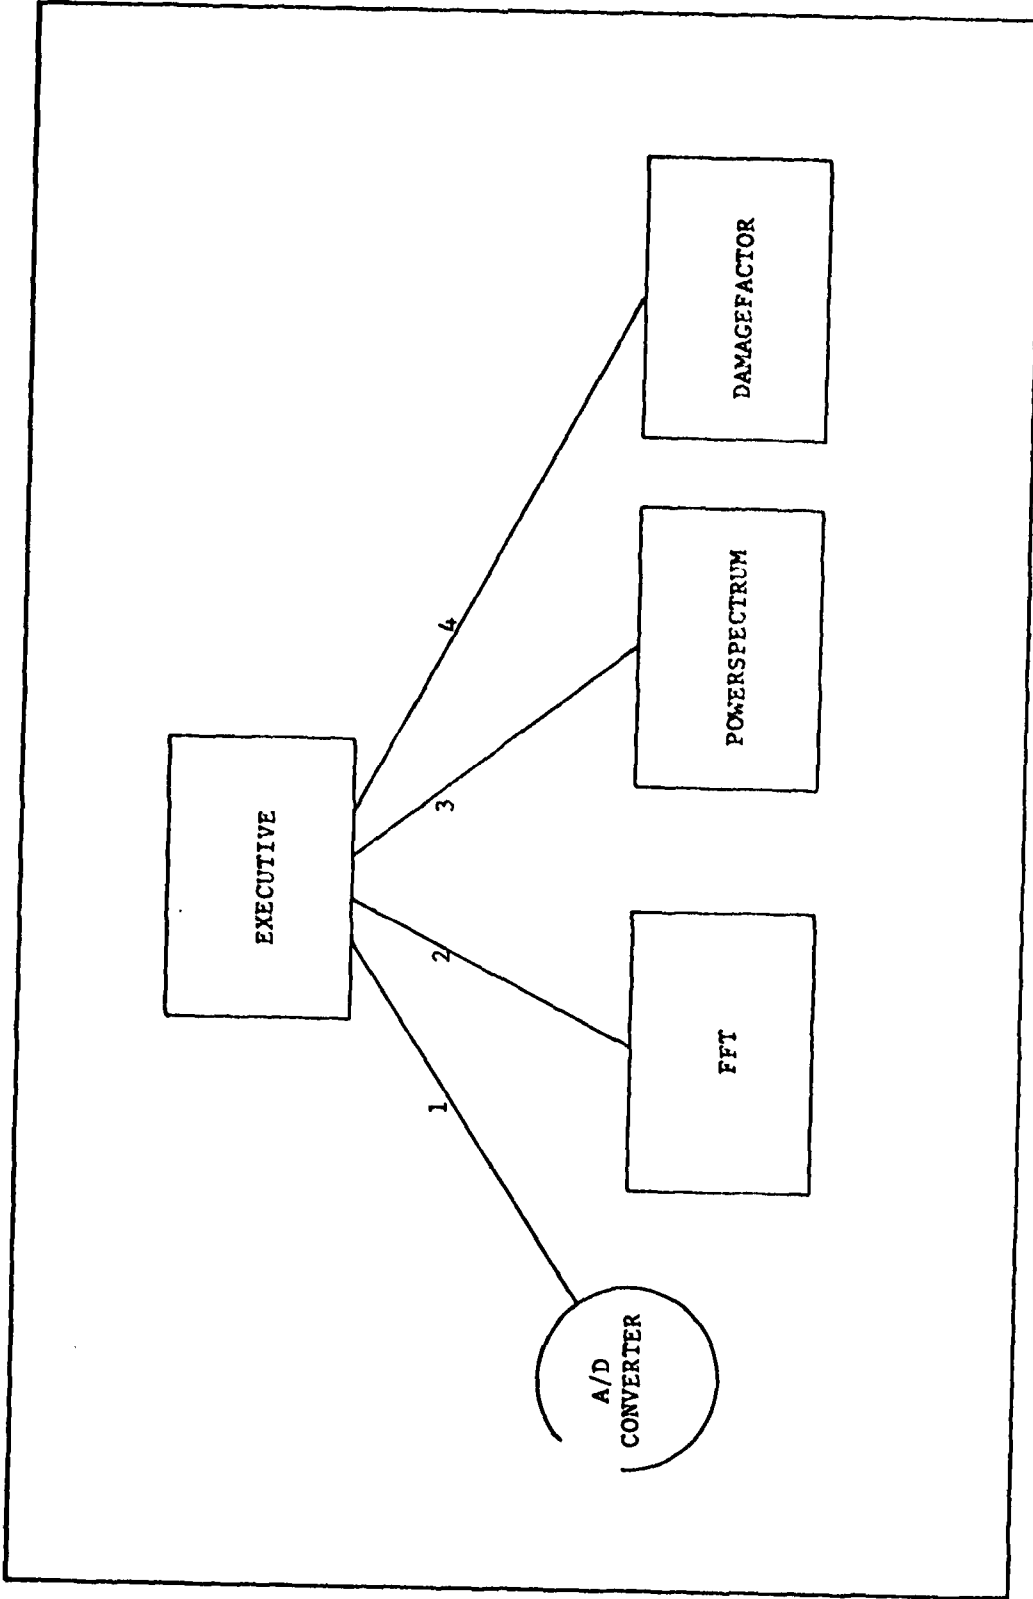 EXECUTIVE
1
2
3
4
A/D
CONVERTER
FFT
POWERSPECTRUM
DAMAGEFACTOR